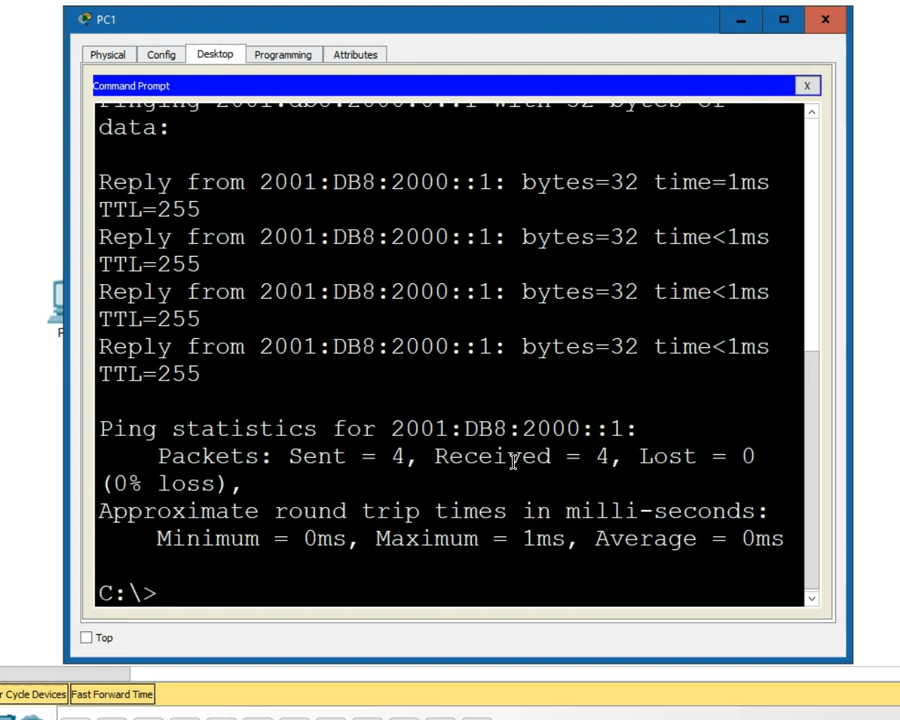 PC1
Physical Config Desktop Programming Attributes
Command Prompt X
data:
Reply from 2001:DB8:2000::1: bytes=32 time=1ms
TTL=255
Reply from 2001:DB8:2000::1: bytes=32 time<1ms
TTL=255
Reply from 2001:DB8:2000::1: bytes=32 time<1ms
TTL=255
Reply from 2001:DB8:2000::1: bytes=32 time<1ms
TTL=255
Ping statistics for 2001:DB8:2000::1:
Packets: Sent = 4, Received = 4, Lost = 0
(0% loss),
Approximate round trip times in milli-seconds:
Minimum = 0ms, Maximum = 1ms, Average = 0ms
C:\>
Top
r Cycle Devices Fast Forward Time